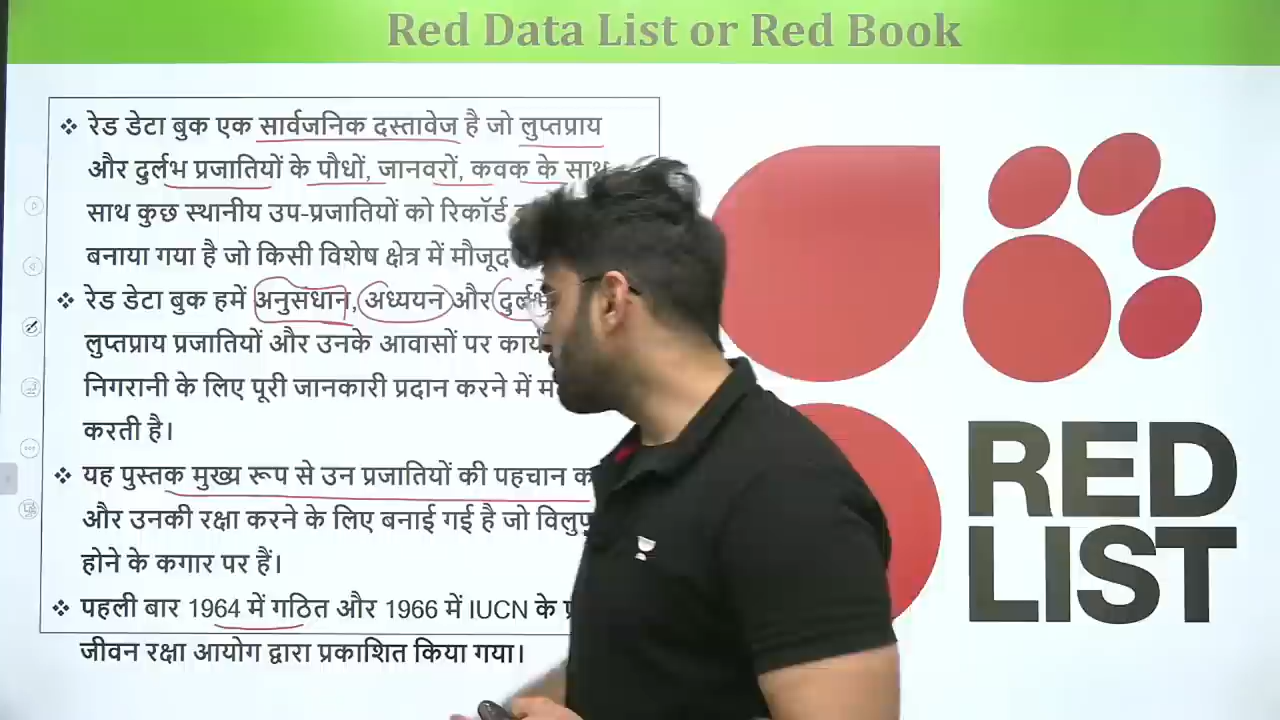 Red Data List or Red Book
❖ रेड डेटा बुक एक सार्वजनिक दस्तावेज है जो लुप्तप्राय
और दुर्लभ प्रजातियों के पौधों, जानवरों, कवक के साथ
साथ कुछ स्थानीय उप-प्रजातियों को रिकॉर्ड
बनाया गया है जो किसी विशेष क्षेत्र में मौजूद
❖ रेड डेटा बुक हमें अनुसंधान, अध्ययन और
लुप्तप्राय प्रजातियों और उनके आवासों पर
निगरानी के लिए पूरी जानकारी प्रदान करने में
करती है।
❖ यह पुस्तक मुख्य रूप से उन प्रजातियों की पहचान
और उनकी रक्षा करने के लिए बनाई गई है जो
होने के कगार पर हैं।
❖ पहली बार 1964 में गठित और 1966 में IUCN के
जीवन रक्षा आयोग द्वारा प्रकाशित किया गया।
RED
LIST